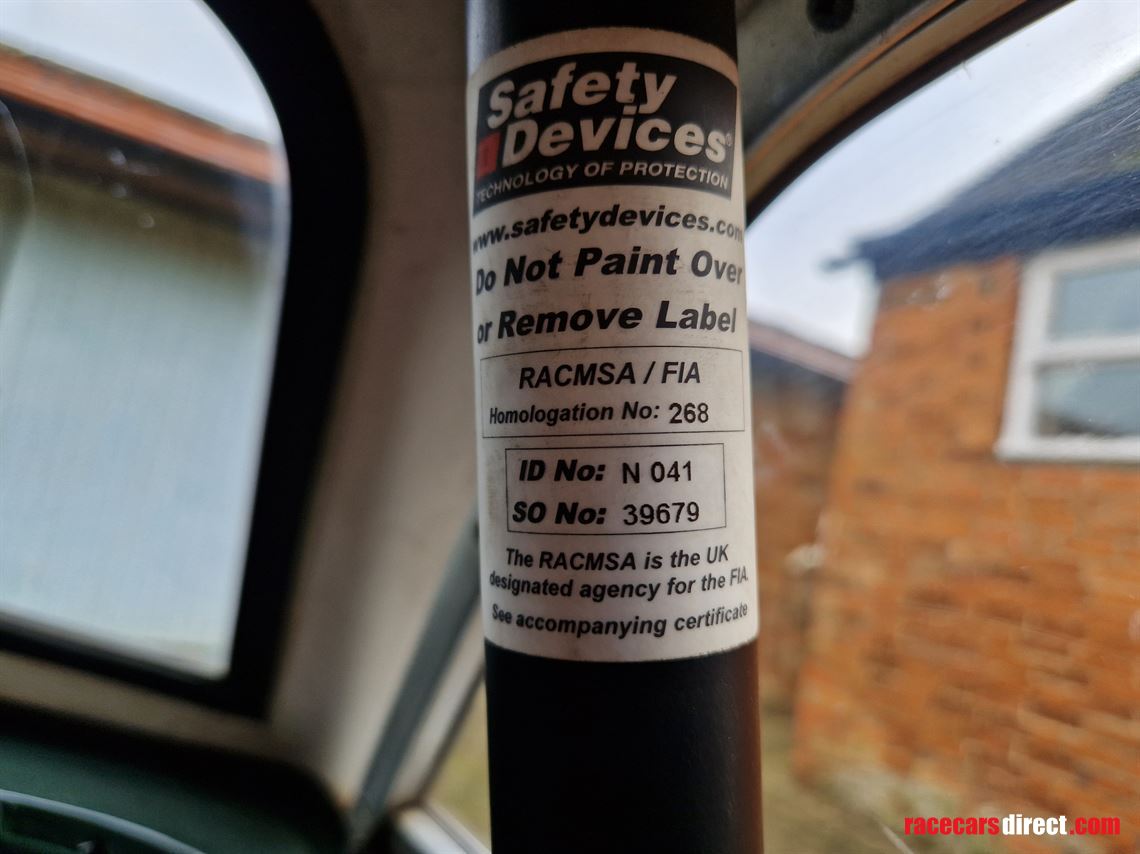 Safety
Devices®
TECHNOLOGY OF PROTECTION
www.safetydevices.com
Do Not Paint Over
or Remove Label
RACMSA / FIA
Homologation No: 268
ID No: N 041
SO No: 39679
The RACMSA is the UK
designated agency for the FIA.
See accompanying certificate
racecarsdirect.com